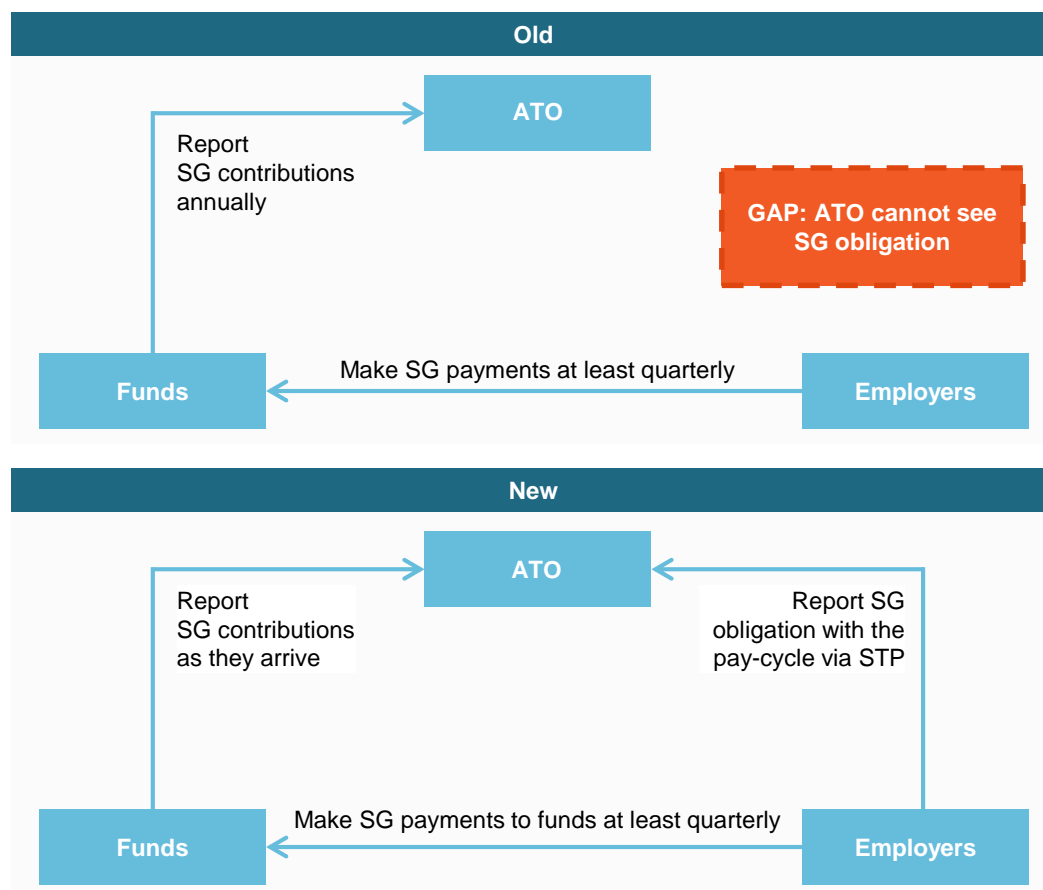 Old
ATO
Report
SG contributions
annually
GAP: ATO cannot see
SG obligation
Make SG payments at least quarterly
Funds
Employers
New
ATO
Report
SG contributions
as they arrive
Report SG
obligation with the
pay-cycle via STP
Make SG payments to funds at least quarterly
Funds
Employers